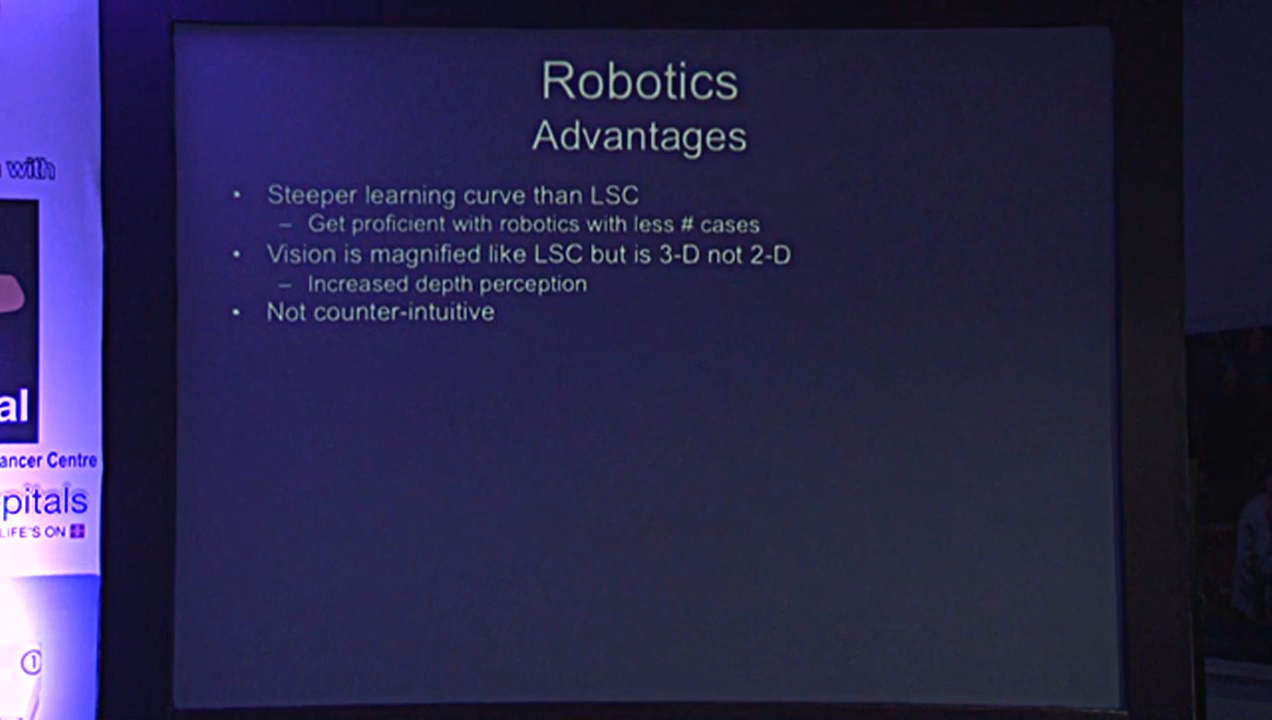 Robotics
Advantages
• Steeper learning curve than LSC
– Get proficient with robotics with less # cases
• Vision is magnified like LSC but is 3-D not 2-D
– Increased depth perception
• Not counter-intuitive
with
al
ancer Centre
pitals
LIFE'S ON
1